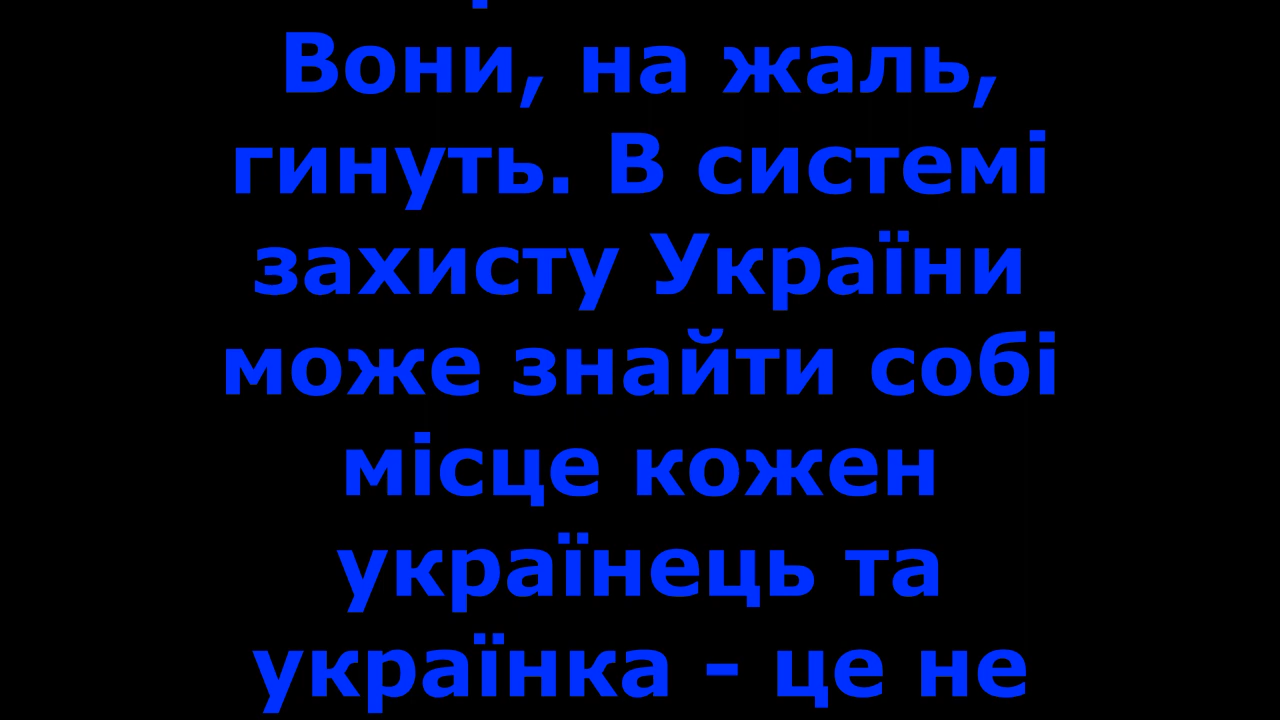 Вони, на жаль,
гинуть. В системі
захисту України
може знайти собі
місце кожен
українець та
українка - це не